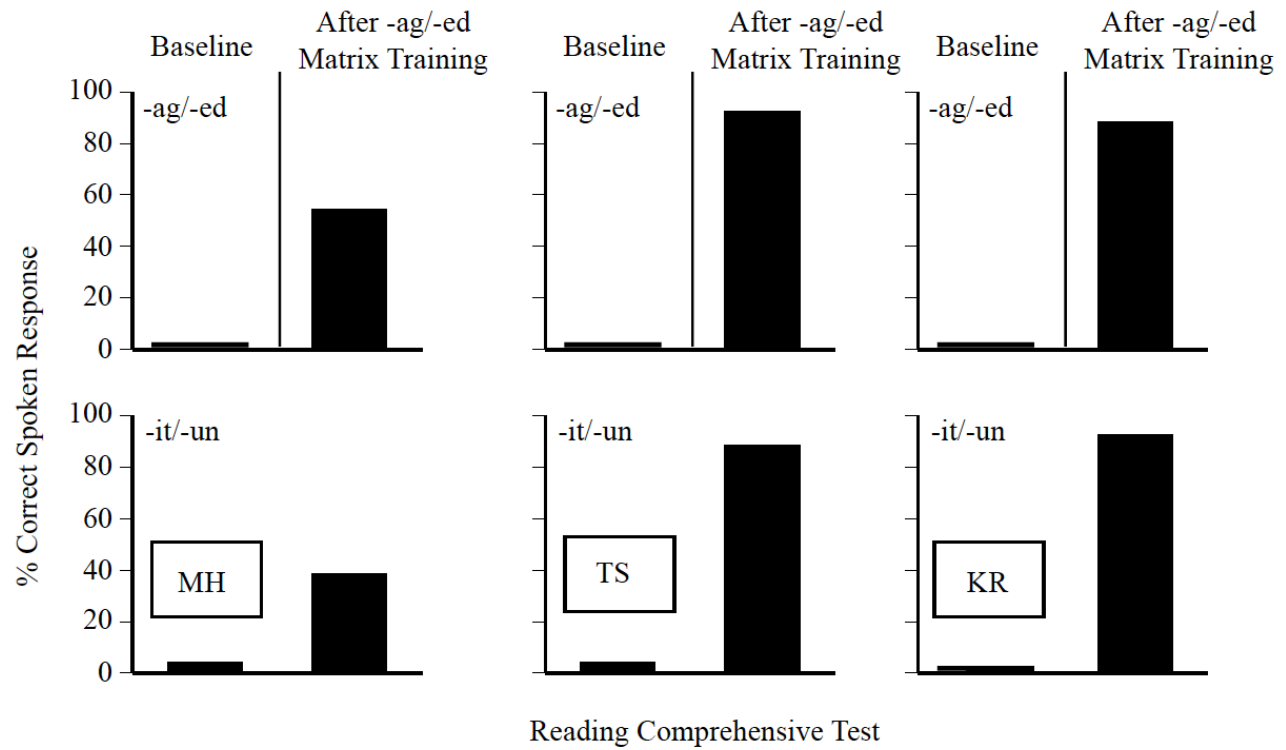 Baseline
After -ag/-ed
Matrix Training
Baseline
After -ag/-ed
Matrix Training
Baseline
After -ag/-ed
Matrix Training
% Correct Spoken Response
100
80
60
40
20
0
-ag/-ed
-ag/-ed
-ag/-ed
100
80
60
40
20
0
-it/-un
-it/-un
-it/-un
MH
TS
KR
Reading Comprehensive Test